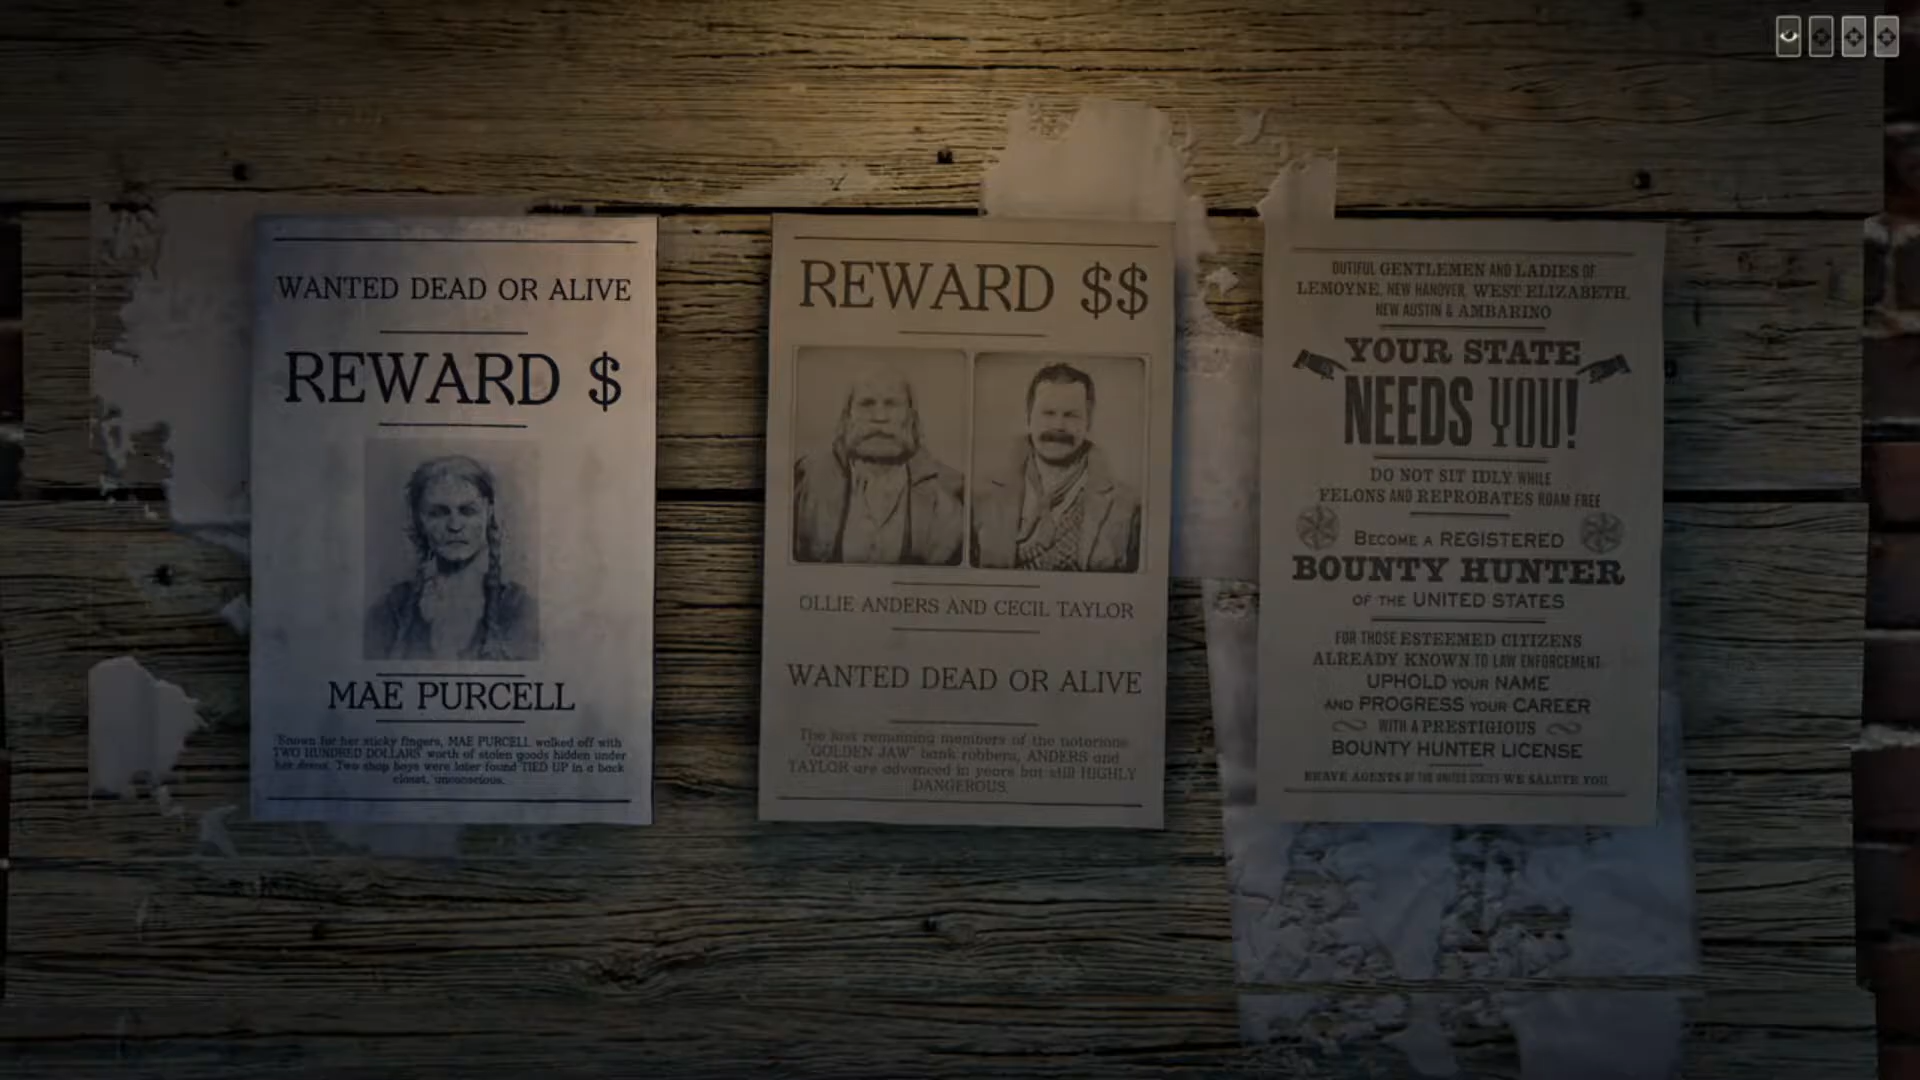 WANTED DEAD OR ALIVE
REWARD $
MAE PURCELL
Known for her sticky fingers, MAE PURCELL walked off with
TWO HUNDRED DOLLARS worth of stolen goods hidden under
her dress. Two shop boys were later found TIED UP in a back
closet, unconscious.
REWARD $$
OLLIE ANDERS AND CECIL TAYLOR
WANTED DEAD OR ALIVE
The last remaining members of the notorious
"GOLDEN JAW" bank robbers, ANDERS and
TAYLOR are advanced in years but still HIGHLY
DANGEROUS.
DUTIFUL GENTLEMEN AND LADIES OF
LEMOYNE, NEW HANOVER, WEST ELIZABETH,
NEW AUSTIN & AMBARINO
YOUR STATE
NEEDS YOU!
DO NOT SIT IDLY WHILE
FELONS AND REPROBATES ROAM FREE
BECOME A REGISTERED
BOUNTY HUNTER
OF THE UNITED STATES
FOR THOSE ESTEEMED CITIZENS
ALREADY KNOWN TO LAW ENFORCEMENT
UPHOLD YOUR NAME
AND PROGRESS YOUR CAREER
WITH A PRESTIGIOUS
BOUNTY HUNTER LICENSE
BRAVE AGENTS OF THE UNITED STATES WE SALUTE YOU